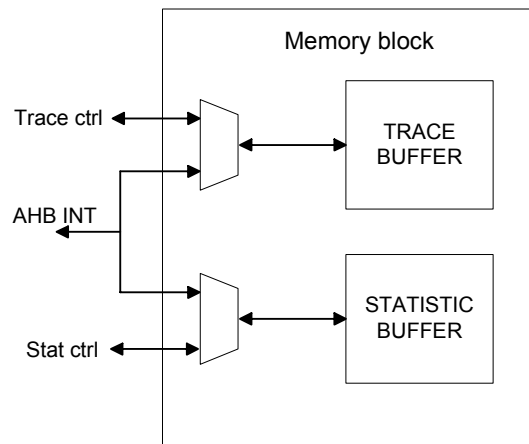 Memory block
Trace ctrl
TRACE
BUFFER
AHB INT
STATISTIC
BUFFER
Stat ctrl